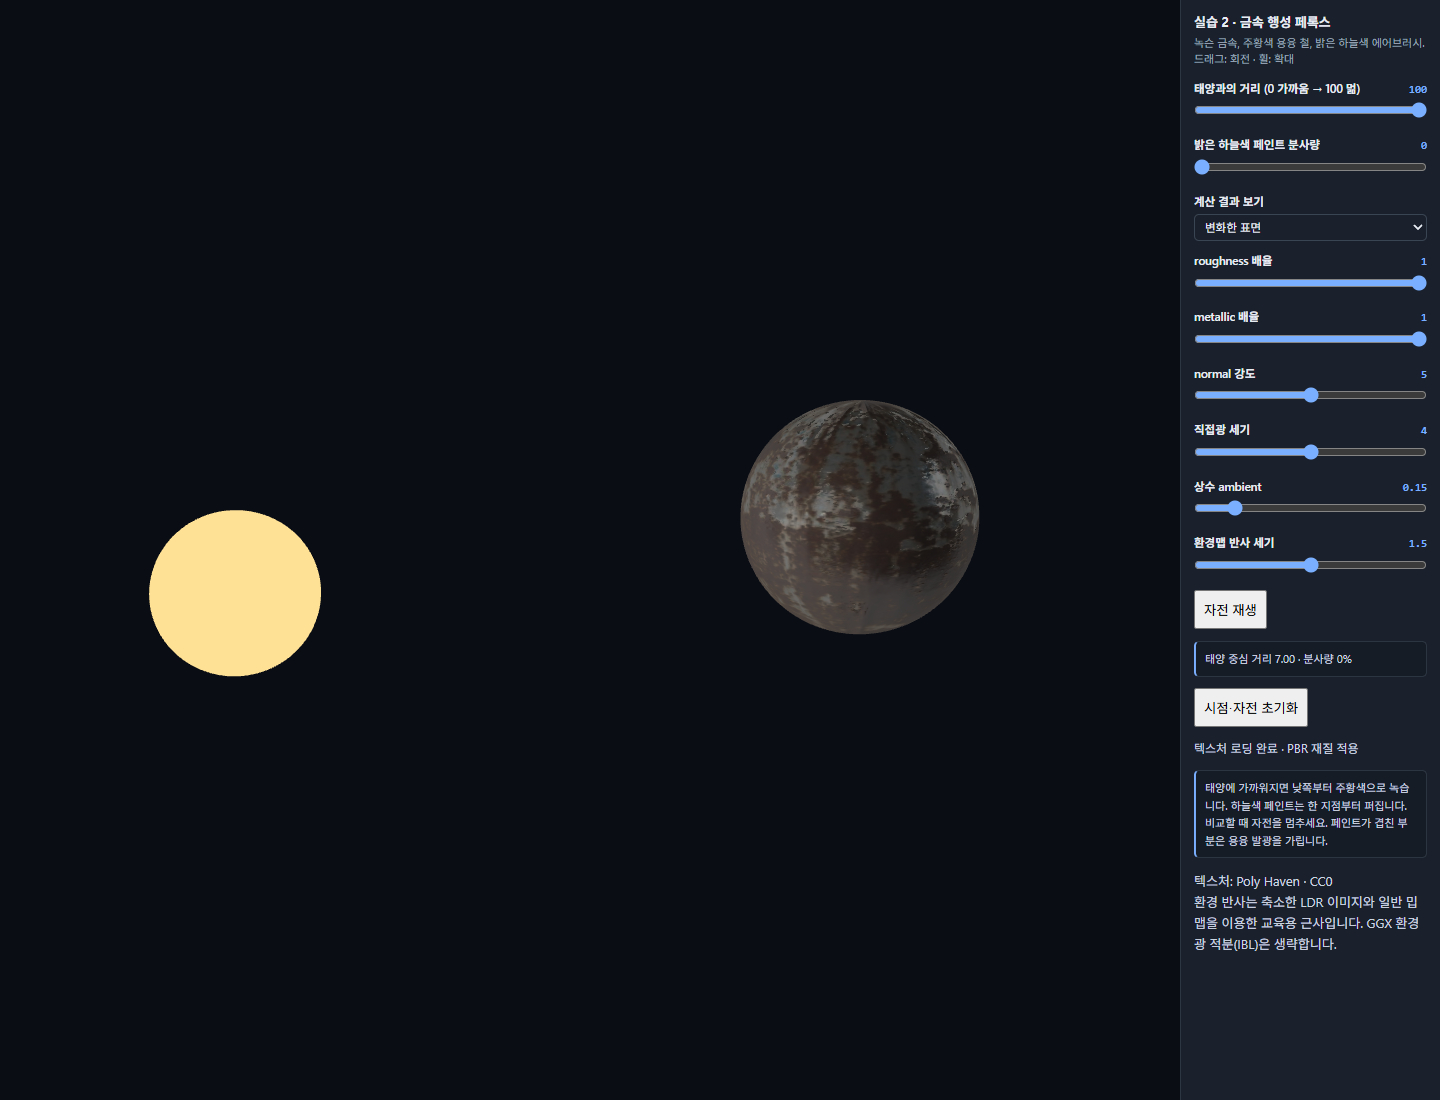 실습 2 · 금속 행성 페록스
녹슨 금속, 주황색 용융 철, 밝은 하늘색 에어브러시.
드래그: 회전 · 휠: 확대
태양과의 거리 (0 가까움 → 100 멂) 100
밝은 하늘색 페인트 분사량 0
계산 결과 보기
변화한 표면
roughness 배율 1
metallic 배율 1
normal 강도 5
직접광 세기 4
상수 ambient 0.15
환경맵 반사 세기 1.5
자전 재생
태양 중심 거리 7.00 · 분사량 0%
시점·자전 초기화
텍스처 로딩 완료 · PBR 재질 적용
태양에 가까워지면 낮쪽부터 주황색으로 녹습
니다. 하늘색 페인트는 한 지점부터 퍼집니다.
비교할 때 자전을 멈추세요. 페인트가 겹친 부
분은 용융 발광을 가립니다.
텍스처: Poly Haven · CC0
환경 반사는 축소한 LDR 이미지와 일반 밉
맵을 이용한 교육용 근사입니다. GGX 환경
광 적분(IBL)은 생략합니다.